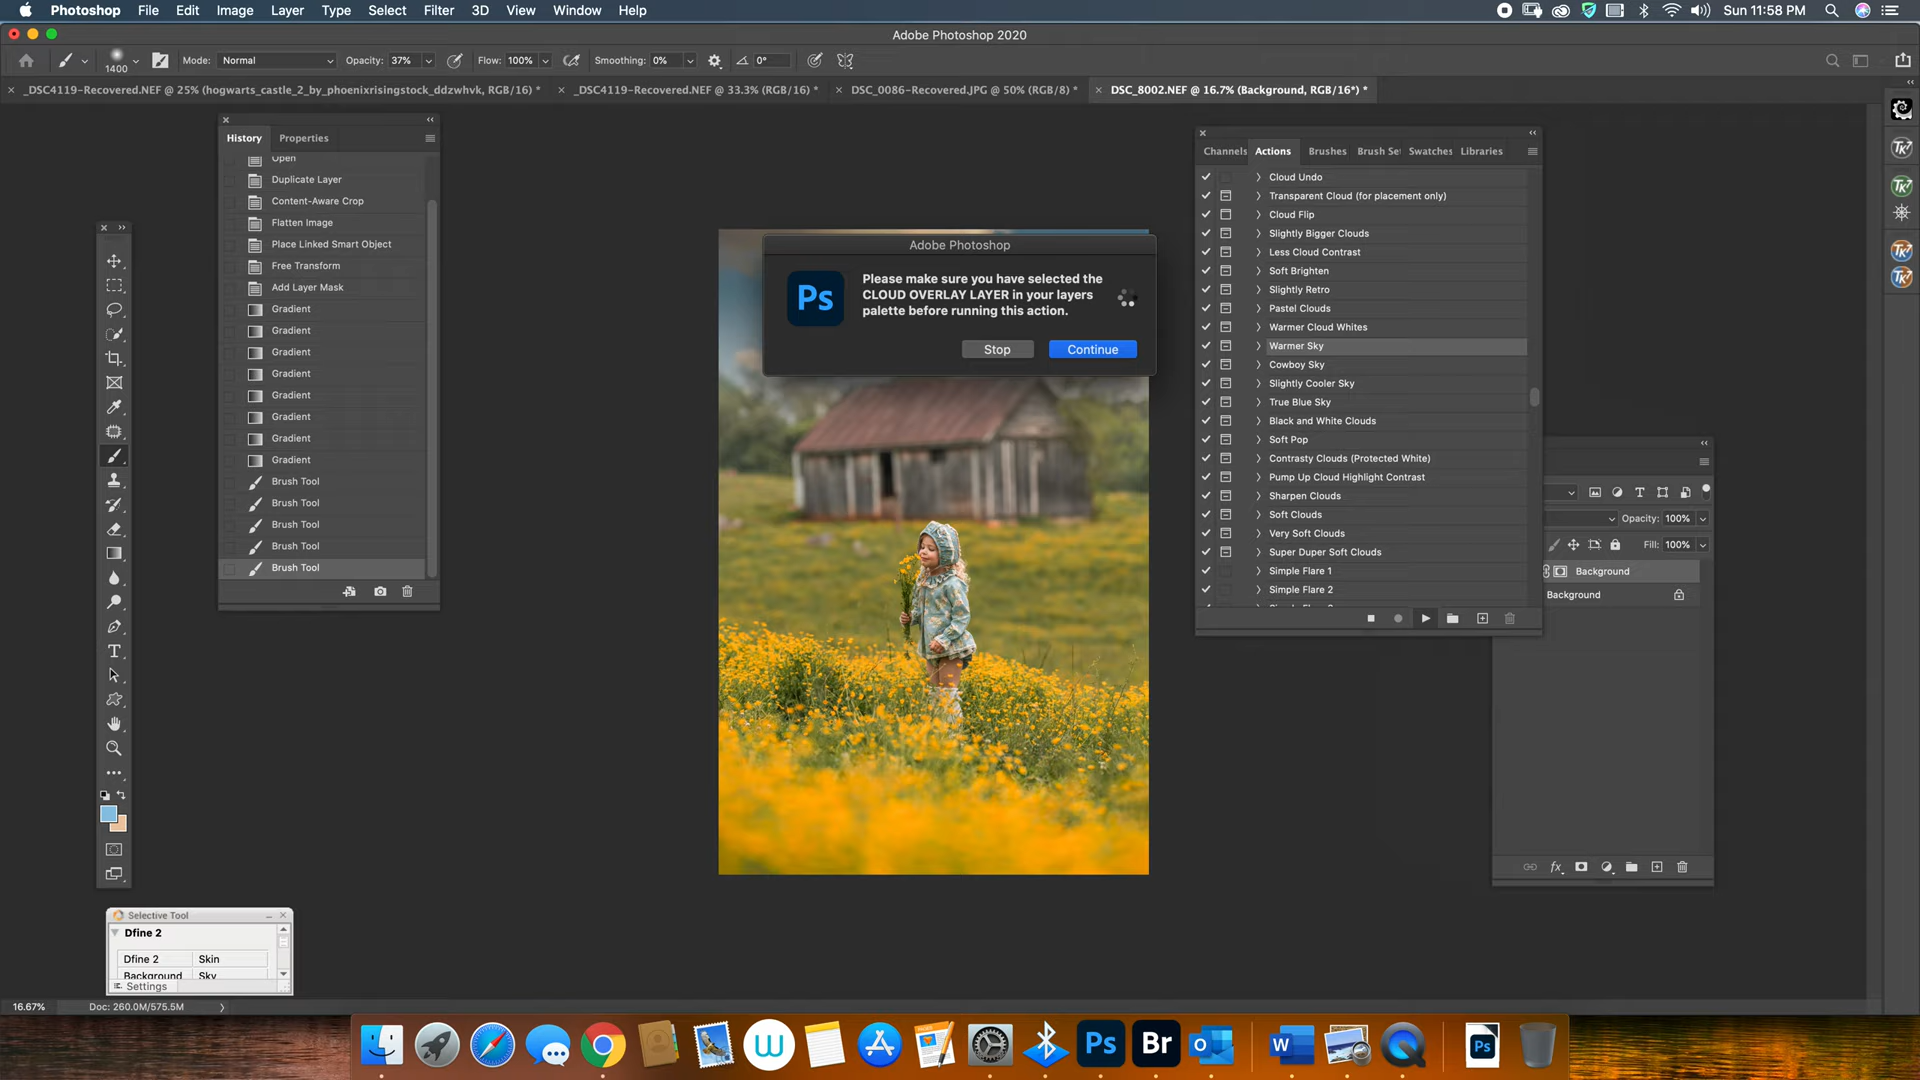 Photoshop File Edit Image Layer Type Select Filter 3D View Window Help Sun 11:58 PM
Adobe Photoshop 2020
1400 Mode: Normal Opacity: 37% Flow: 100% Smoothing: 0% 0°
_DSC4119-Recovered.NEF @ 25% (hogwarts_castle_2_by_phoenixrisingstock_ddzwhvk, RGB/16) *
_DSC4119-Recovered.NEF @ 33.3% (RGB/16) *
DSC_0086-Recovered.JPG @ 50% (RGB/8) *
DSC_8002.NEF @ 16.7% (Background, RGB/16*) *
History Properties
Open
Duplicate Layer
Content-Aware Crop
Flatten Image
Place Linked Smart Object
Free Transform
Add Layer Mask
Gradient
Gradient
Gradient
Gradient
Gradient
Gradient
Gradient
Gradient
Brush Tool
Brush Tool
Brush Tool
Brush Tool
Brush Tool
Adobe Photoshop
Ps
Please make sure you have selected the
CLOUD OVERLAY LAYER in your layers
palette before running this action.
Stop Continue
Channels Actions Brushes Brush Set Swatches Libraries
Cloud Undo
Transparent Cloud (for placement only)
Cloud Flip
Slightly Bigger Clouds
Less Cloud Contrast
Soft Brighten
Slightly Retro
Pastel Clouds
Warmer Cloud Whites
Warmer Sky
Cowboy Sky
Slightly Cooler Sky
True Blue Sky
Black and White Clouds
Soft Pop
Contrasty Clouds (Protected White)
Pump Up Cloud Highlight Contrast
Sharpen Clouds
Soft Clouds
Very Soft Clouds
Super Duper Soft Clouds
Simple Flare 1
Simple Flare 2
Opacity: 100%
Fill: 100%
Background
Background
fx
TK7
TK7
TK7
TK7
Selective Tool
Dfine 2
Dfine 2 Skin
Background Sky
Settings
16.67% Doc: 260.0M/575.5M
W Ps Br O W Ps